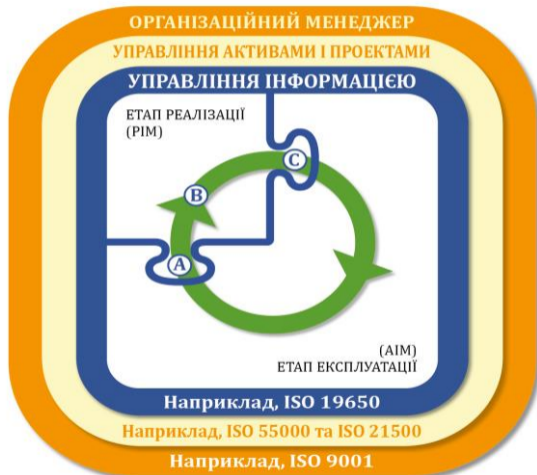 ОРГАНІЗАЦІЙНИЙ МЕНЕДЖЕР
УПРАВЛІННЯ АКТИВАМИ І ПРОЕКТАМИ
УПРАВЛІННЯ ІНФОРМАЦІЄЮ
ЕТАП РЕАЛІЗАЦІЇ
(PIM)
C
B
A
(AIM)
ЕТАП ЕКСПЛУАТАЦІЇ
Наприклад, ISO 19650
Наприклад, ISO 55000 та ISO 21500
Наприклад, ISO 9001